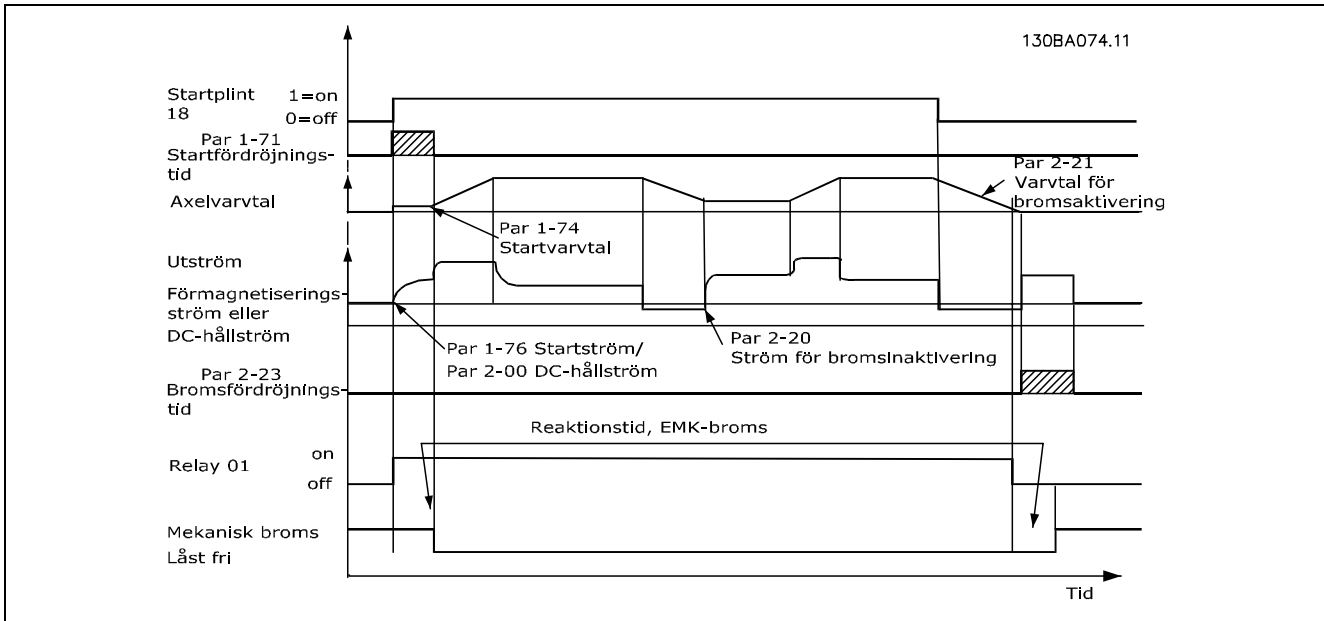 130BA074.11
Startplint
18
1=on
0=off
Par 1-71
Startfördröjnings-
tid
Par 2-21
Varvtal för
bromsaktivering
Axelvarvtal
Par 1-74
Startvarvtal
Utström
Förmagnetiserings-
ström eller
DC-hållström
Par 2-20
Ström för bromsinaktivering
Par 1-76 Startström/
Par 2-00 DC-hållström
Par 2-23
Bromsfördröjnings-
tid
Reaktionstid, EMK-broms
Relay 01
on
off
Mekanisk broms
Låst fri
Tid